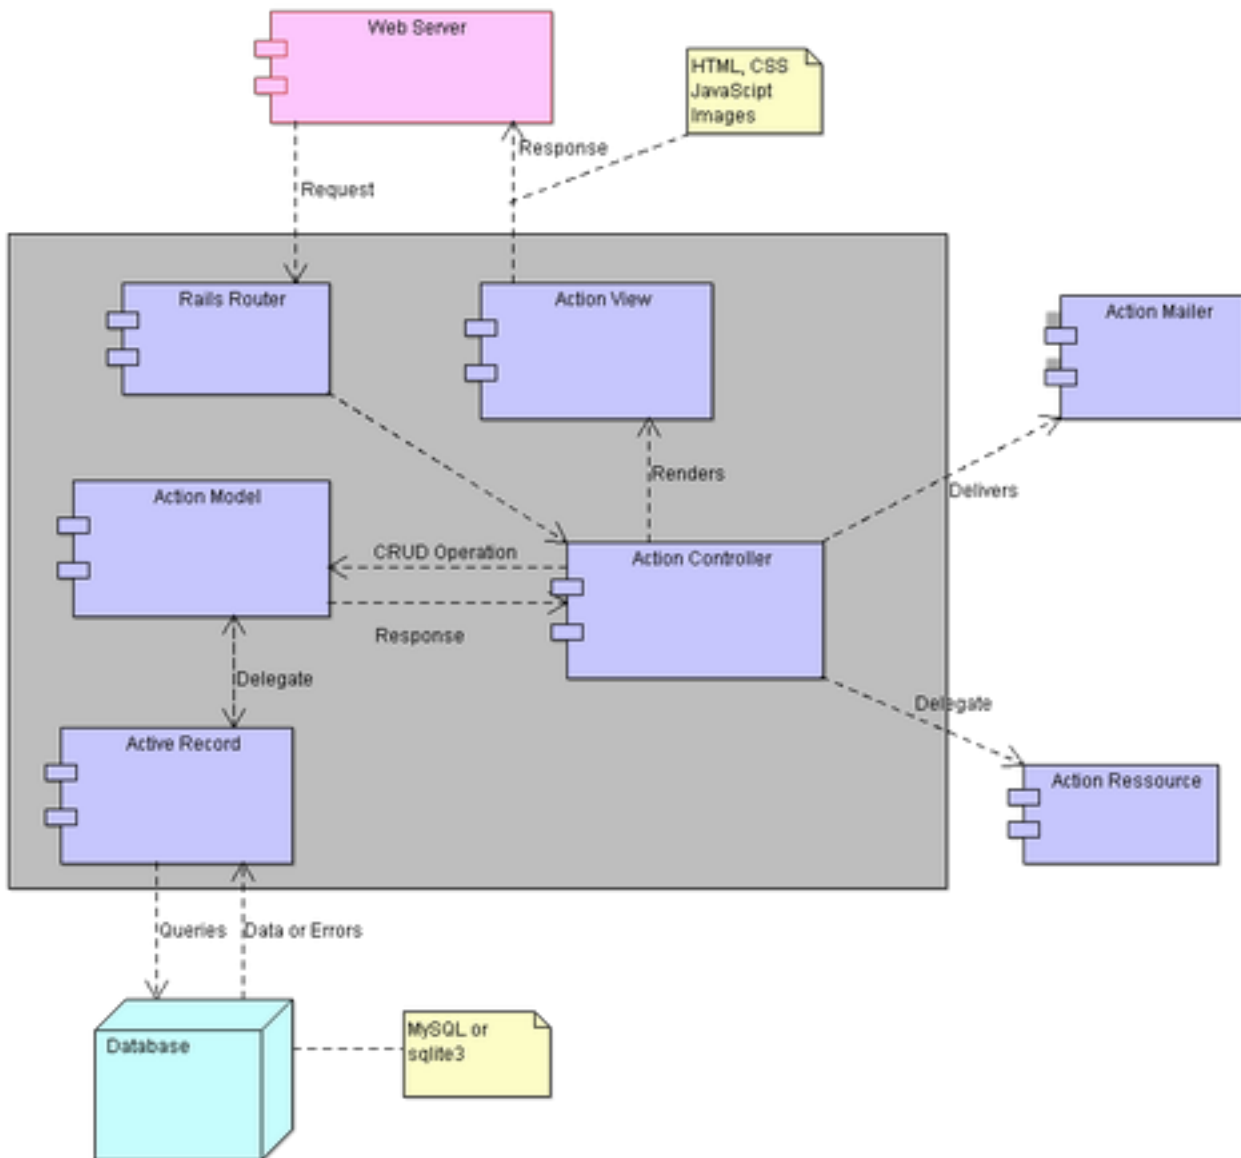 Web Server
HTML, CSS
JavaScipt
Images
Response
Request
Rails Router
Action View
Action Mailer
Renders
Delivers
Action Model
CRUD Operation
Action Controller
Response
Delegate
Delegate
Active Record
Action Ressource
Queries
Data or Errors
Database
MySQL or
sqlite3